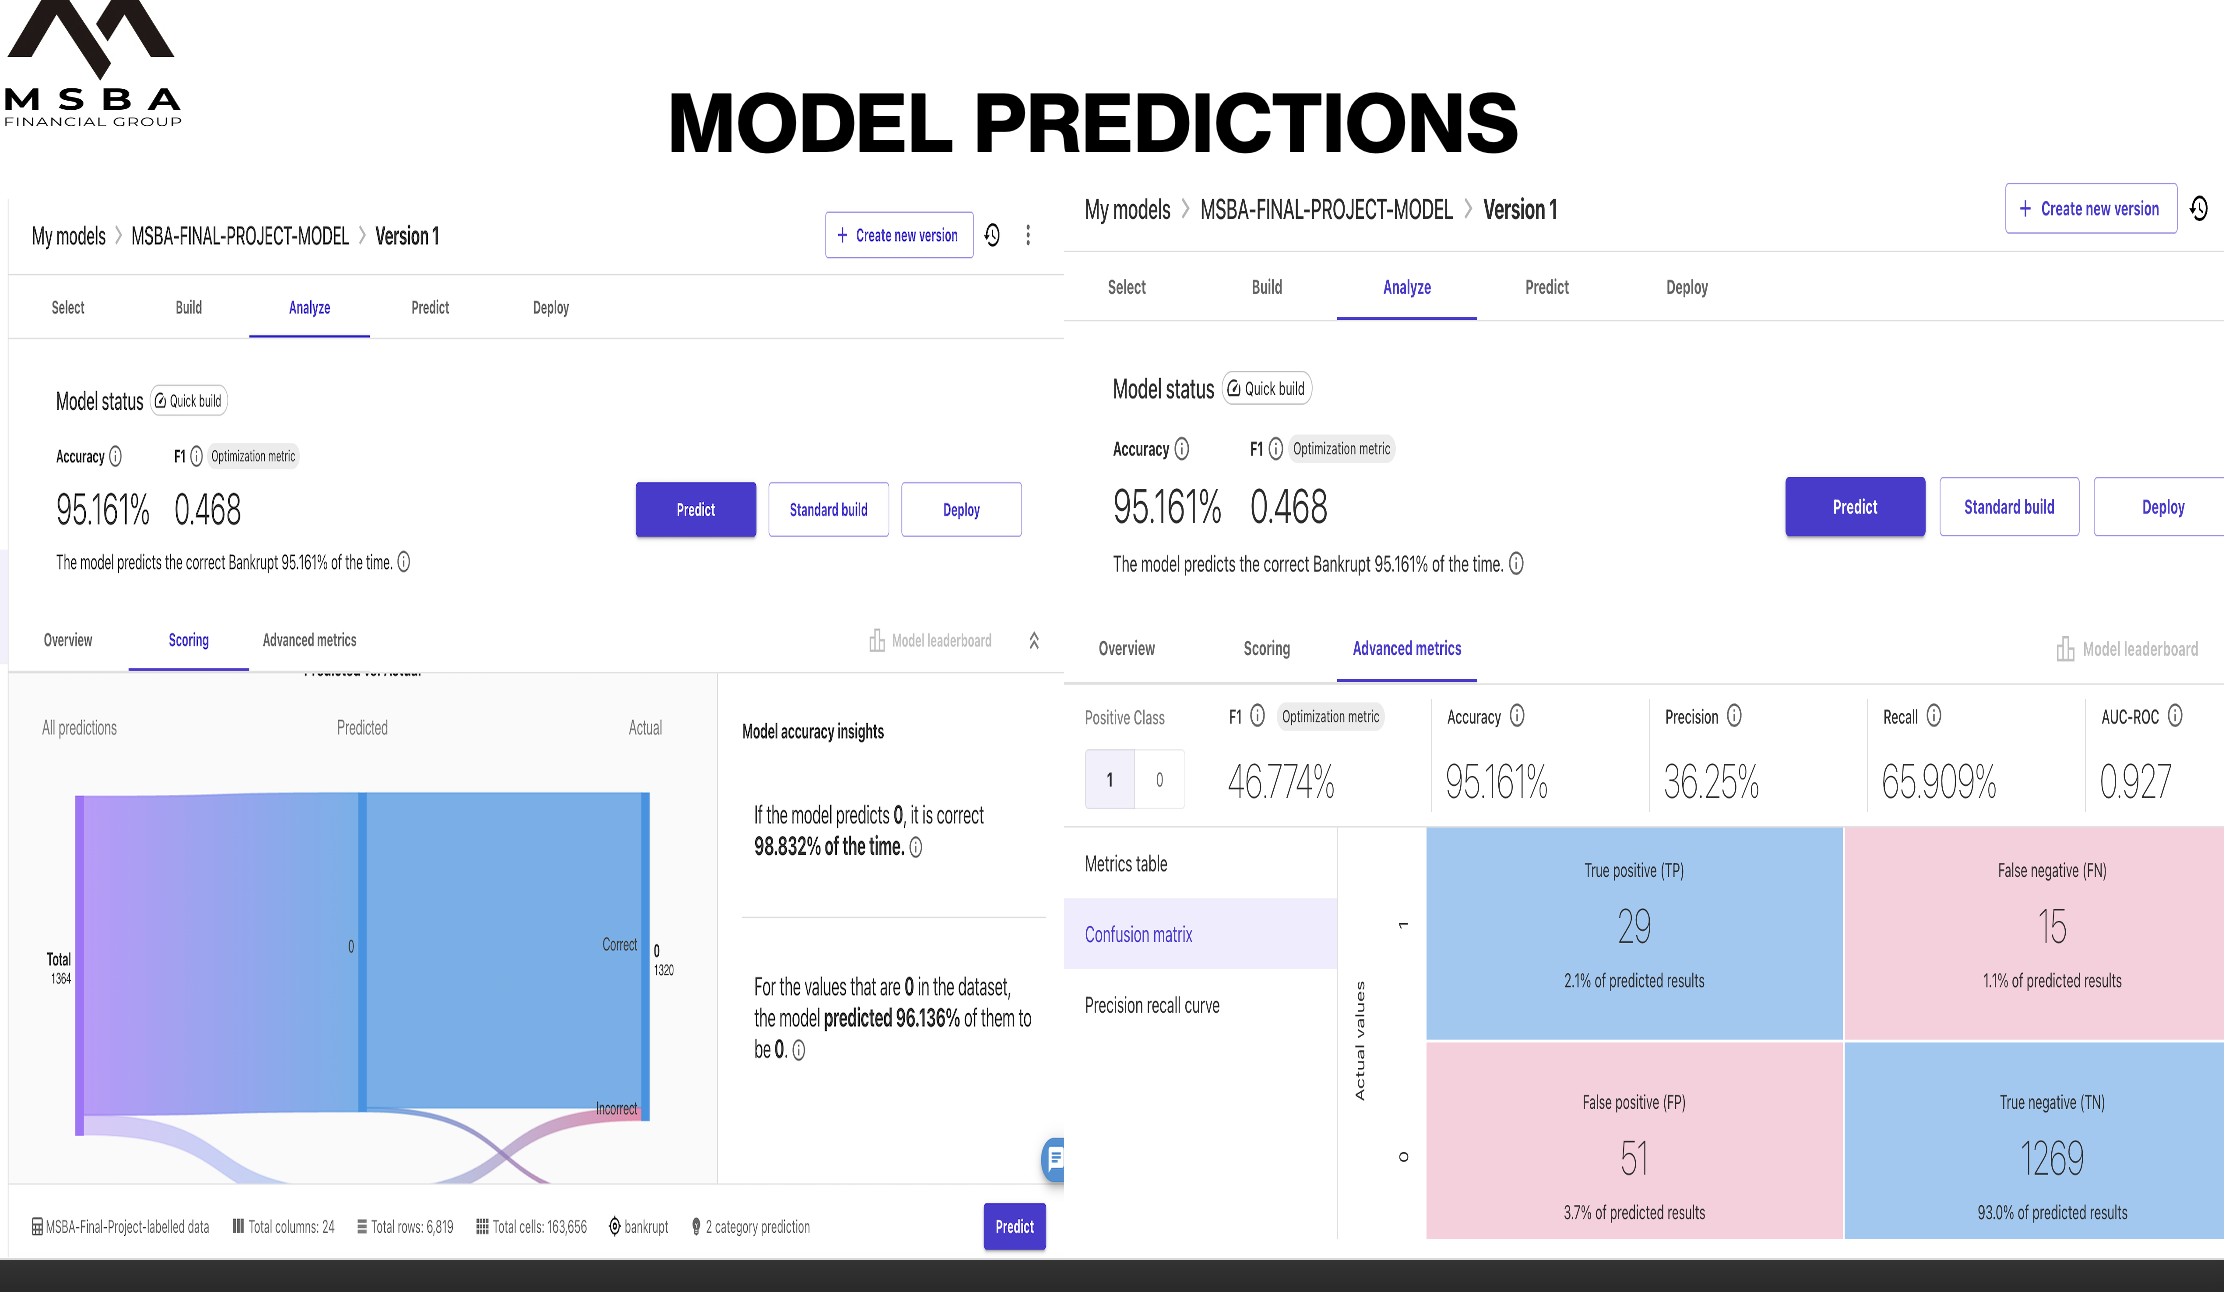 MSBA
FINANCIAL GROUP
MODEL PREDICTIONS
My models > MSBA-FINAL-PROJECT-MODEL > Version 1
+ Create new version
Select Build Analyze Predict Deploy
Model status Quick build
Accuracy F1 Optimization metric
95.161% 0.468
Predict Standard build Deploy
The model predicts the correct Bankrupt 95.161% of the time.
Overview Scoring Advanced metrics Model leaderboard
Predicted vs. Actual
All predictions Predicted Actual
Total
1364
0
Correct
0
1320
Incorrect
Model accuracy insights
If the model predicts 0, it is correct
98.832% of the time.
For the values that are 0 in the dataset,
the model predicted 96.136% of them to
be 0.
MSBA-Final-Project-labelled data Total columns: 24 Total rows: 6,819 Total cells: 163,656 bankrupt 2 category prediction Predict
My models > MSBA-FINAL-PROJECT-MODEL > Version 1
+ Create new version
Select Build Analyze Predict Deploy
Model status Quick build
Accuracy F1 Optimization metric
95.161% 0.468
Predict Standard build Deploy
The model predicts the correct Bankrupt 95.161% of the time.
Overview Scoring Advanced metrics Model leaderboard
Positive Class F1 Optimization metric Accuracy Precision Recall AUC-ROC
1 0 46.774% 95.161% 36.25% 65.909% 0.927
Metrics table
Confusion matrix
Precision recall curve
Actual values
1
0
True positive (TP)
29
2.1% of predicted results
False negative (FN)
15
1.1% of predicted results
False positive (FP)
51
3.7% of predicted results
True negative (TN)
1269
93.0% of predicted results